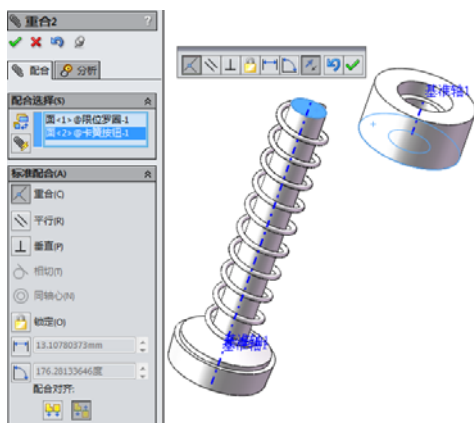 重合2
?
配合 分析
配合选择(S)
面<1>@限位罗圆-1
面<2>@卡簧按钮-1
标准配合(A)
重合(C)
平行(R)
垂直(P)
相切(T)
同轴心(N)
锁定(O)
13.10780373mm
176.28133646度
配合对齐:
基准轴1
基准轴1